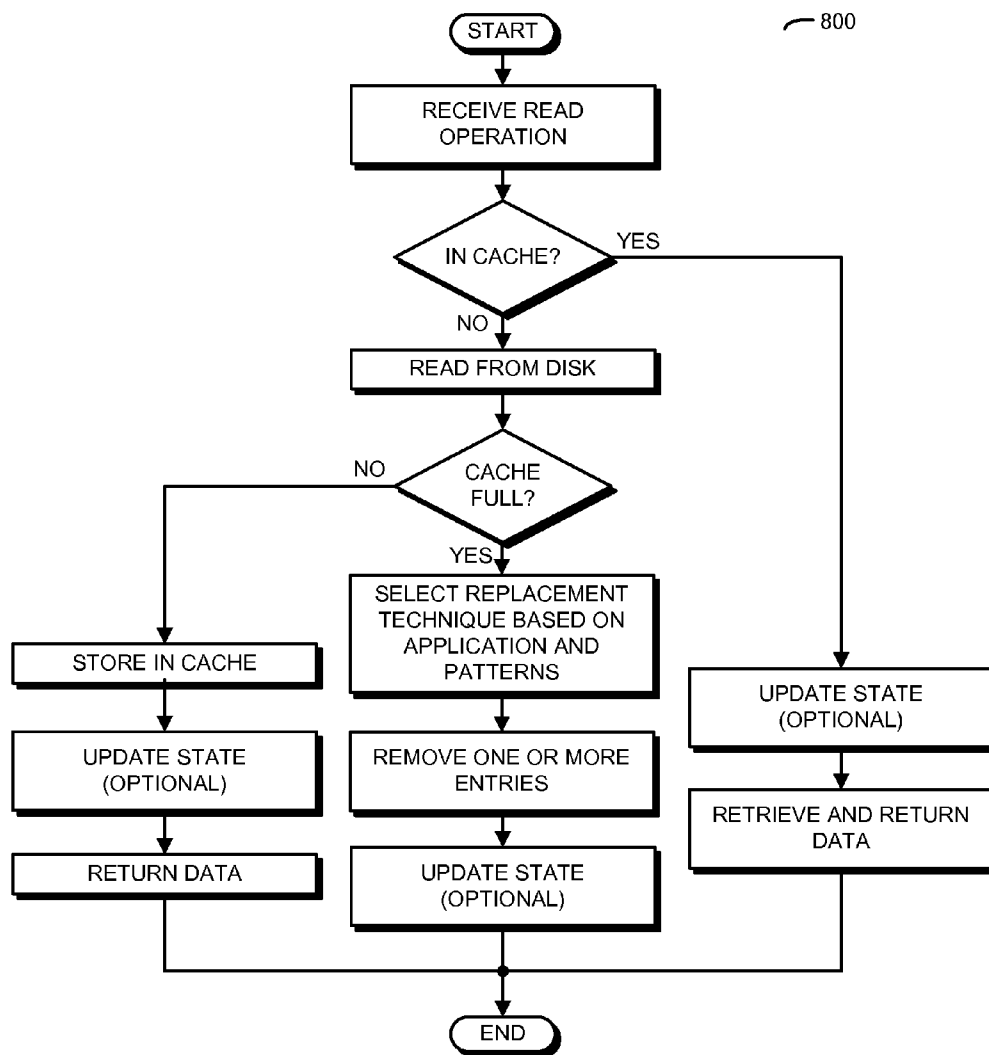 START
800
RECEIVE READ
OPERATION
IN CACHE?
YES
NO
READ FROM DISK
NO
CACHE
FULL?
YES
SELECT REPLACEMENT
TECHNIQUE BASED ON
APPLICATION AND
PATTERNS
STORE IN CACHE
UPDATE STATE
(OPTIONAL)
UPDATE STATE
(OPTIONAL)
REMOVE ONE OR MORE
ENTRIES
RETRIEVE AND RETURN
DATA
RETURN DATA
UPDATE STATE
(OPTIONAL)
END